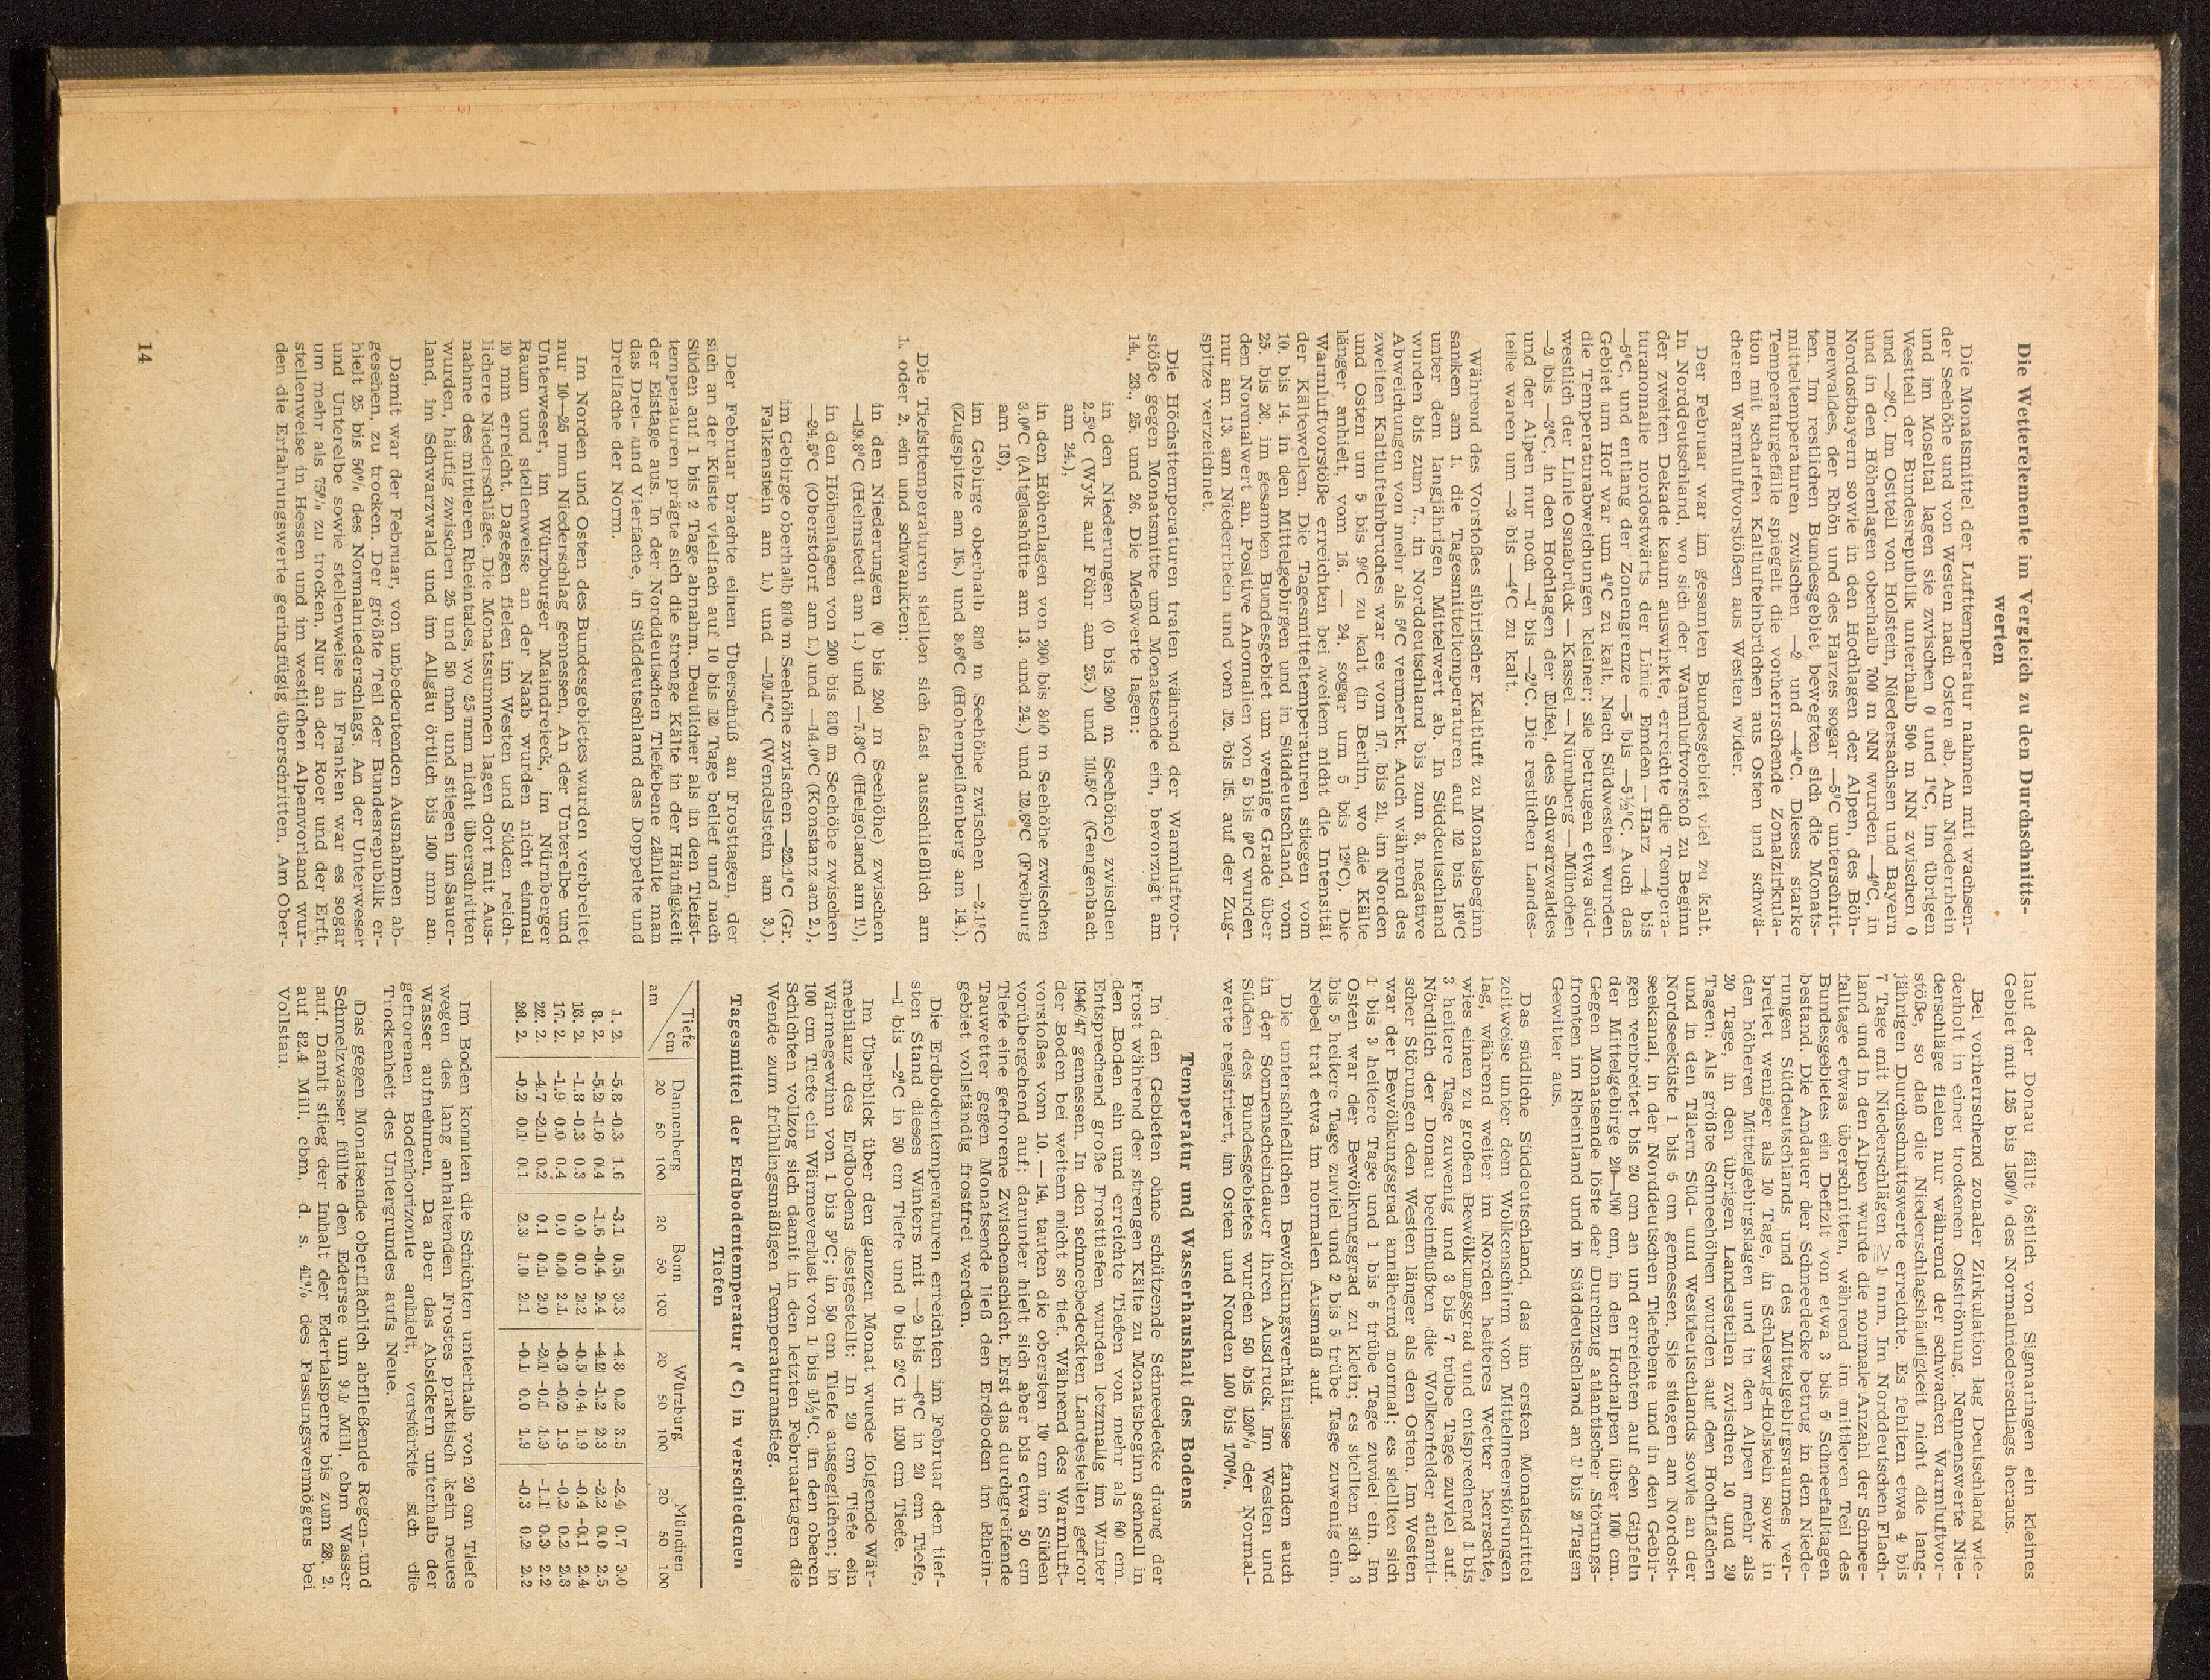 Die Wetterelemente im Vergleich zu den Durchschnitts-
werten
Die Monatsmittel der Lufttemperatur nahmen mit wachsen-
der Seehöhe und von Westen nach Osten ab. Am Niederrhein
und im Moseltal lagen sie zwischen 0 und 1°C, im übrigen
Westteil der Bundesrepublik unterhalb 500 m NN zwischen 0
und —2°C. Im Ostteil von Holstein, Niedersachsen und Bayern
und in den Höhenlagen oberhalb 700 m NN wurden —4°C, in
Nordostbayern sowie in den Hochlagen der Alpen, des Böh-
merwaldes, der Rhön und des Harzes sogar —5°C unterschrit-
ten. Im restlichen Bundesgebiet bewegten sich die Monats-
mitteltemperaturen zwischen —2 und —4°C. Dieses starke
Temperaturgefälle spiegelt die vorherrschende Zonalzirkula-
tion mit scharfen Kaltlufteinbrüchen aus Osten und schwä-
cheren Warmluftvorstößen aus Westen wider.
Der Februar war im gesamten Bundesgebiet viel zu kalt.
In Norddeutschland, wo sich der Warmluftvorstoß zu Beginn
der zweiten Dekade kaum auswirkte, erreichte die Tempera-
turanomalie nordostwärts der Linie Emden — Harz —4 bis
—5°C, und entlang der Zonengrenze —5 bis —5½°C. Auch das
Gebiet um Hof war um 4°C zu kalt. Nach Südwesten wurden
die Temperaturabweichungen kleiner; sie betrugen etwa süd-
westlich der Linie Osnabrück — Kassel — Nürnberg — München
—2 bis —3°C, in den Hochlagen der Eifel, des Schwarzwaldes
und der Alpen nur noch —1 bis —2°C. Die restlichen Landes-
teile waren um —3 bis —4°C zu kalt.
Während des Vorstoßes sibirischer Kaltluft zu Monatsbeginn
sanken am 1. die Tagesmitteltemperaturen auf 12 bis 16°C
unter dem langjährigen Mittelwert ab. In Süddeutschland
wurden bis zum 7., in Norddeutschland bis zum 8. negative
Abweichungen von mehr als 5°C vermerkt. Auch während des
zweiten Kaltlufteinbruches war es vom 17. bis 21. im Norden
und Osten um 5 bis 9°C zu kalt (in Berlin, wo die Kälte
länger anhielt, vom 16. — 24. sogar um 5 bis 12°C). Die
Warmluftvorstöße erreichten bei weitem nicht die Intensität
der Kältewellen. Die Tagesmitteltemperaturen stiegen vom
10. bis 14. in den Mittelgebirgen und in Süddeutschland, vom
25. bis 28. im gesamten Bundesgebiet um wenige Grade über
den Normalwert an. Positive Anomalien von 5 bis 6°C wurden
nur am 13. am Niederrhein und vom 12. bis 15. auf der Zug-
spitze verzeichnet.
Die Höchsttemperaturen traten während der Warmluftvor-
stöße gegen Monatsmitte und Monatsende ein, bevorzugt am
14., 23., 25. und 26. Die Meßwerte lagen:
in den Niederungen (0 bis 200 m Seehöhe) zwischen
2.5°C (Wyk auf Föhr am 25.) und 11.5°C (Gengenbach
am 24.),
in den Höhenlagen von 200 bis 810 m Seehöhe zwischen
3.0°C (Altglashütte am 13. und 24.) und 12.6°C (Freiburg
am 13),
im Gebirge oberhalb 810 m Seehöhe zwischen —2.1°C
(Zugspitze am 16.) und 8.6°C (Hohenpeißenberg am 14.).
Die Tiefsttemperaturen stellten sich fast ausschließlich am
1. oder 2. ein und schwankten:
in den Niederungen (0 bis 200 m Seehöhe) zwischen
—19.8°C (Helmstedt am 1.) und —7.8°C (Helgoland am 1.),
in den Höhenlagen von 200 bis 810 m Seehöhe zwischen
—24.5°C (Oberstdorf am 1.) und —14.0°C (Konstanz am 2.),
im Gebirge oberhalb 810 m Seehöhe zwischen —22.1°C (Gr.
Falkenstein am 1.) und —19.1°C (Wendelstein am 3.).
Der Februar brachte einen Überschuß an Frosttagen, der
sich an der Küste vielfach auf 10 bis 12 Tage belief und nach
Süden auf 1 bis 2 Tage abnahm. Deutlicher als in den Tiefst-
temperaturen prägte sich die strenge Kälte in der Häufigkeit
der Eistage aus. In der Norddeutschen Tiefebene zählte man
das Drei- und Vierfache, in Süddeutschland das Doppelte und
Dreifache der Norm.
Im Norden und Osten des Bundesgebietes wurden verbreitet
nur 10—25 mm Niederschlag gemessen. An der Unterelbe und
Unterweser, im Würzburger Maindreieck, im Nürnberger
Raum und stellenweise an der Naab wurden nicht einmal
10 mm erreicht. Dagegen fielen im Westen und Süden reich-
lichere Niederschläge. Die Monatssummen lagen dort mit Aus-
nahme des mittleren Rheintales, wo 25 mm nicht überschritten
wurden, häufig zwischen 25 und 50 mm und stiegen im Sauer-
land, im Schwarzwald und im Allgäu örtlich bis 100 mm an.
Damit war der Februar, von unbedeutenden Ausnahmen ab-
gesehen, zu trocken. Der größte Teil der Bundesrepublik er-
hielt 25 bis 50% des Normalniederschlags. An der Unterweser
und Unterelbe sowie stellenweise in Franken war es sogar
um mehr als 75% zu trocken. Nur an der Roer und der Erft,
stellenweise in Hessen und im westlichen Alpenvorland wur-
den die Erfahrungswerte geringfügig überschritten. Am Ober-
14
lauf der Donau fällt östlich von Sigmaringen ein kleines
Gebiet mit 125 bis 150% des Normalniederschlags heraus.
Bei vorherrschend zonaler Zirkulation lag Deutschland wie-
derholt in einer trockenen Ostströmung. Nennenswerte Nie-
derschläge fielen nur während der schwachen Warmluftvor-
stöße, so daß die Niederschlagshäufigkeit nicht die lang-
jährigen Durchschnittswerte erreichte. Es fehlten etwa 4 bis
7 Tage mit Niederschlägen ≧ 1 mm. Im Norddeutschen Flach-
land und in den Alpen wurde die normale Anzahl der Schnee-
falltage etwas überschritten, während im mittleren Teil des
Bundesgebietes ein Defizit von etwa 3 bis 5 Schneefalltagen
bestand. Die Andauer der Schneedecke betrug in den Niede-
rungen Süddeutschlands und des Mittelgebirgsraumes ver-
breitet weniger als 10 Tage, in Schleswig-Holstein sowie in
den höheren Mittelgebirgslagen und in den Alpen mehr als
20 Tage, in den übrigen Landesteilen zwischen 10 und 20
Tagen. Als größte Schneehöhen wurden auf den Hochflächen
und in den Tälern Süd- und Westdeutschlands sowie an der
Nordseeküste 1 bis 5 cm gemessen. Sie stiegen am Nordost-
seekanal, in der Norddeutschen Tiefebene und in den Gebir-
gen verbreitet bis 20 cm an und erreichten auf den Gipfeln
der Mittelgebirge 20—100 cm, in den Hochalpen über 100 cm.
Gegen Monatsende löste der Durchzug atlantischer Störungs-
fronten im Rheinland und in Süddeutschland an 1 bis 2 Tagen
Gewitter aus.
Das südliche Süddeutschland, das im ersten Monatsdrittel
zeitweise unter dem Wolkenschirm von Mittelmeerstörungen
lag, während weiter im Norden heiteres Wetter herrschte,
wies einen zu großen Bewölkungsgrad und entsprechend 1 bis
3 heitere Tage zuwenig und 3 bis 7 trübe Tage zuviel auf.
Nördlich der Donau beeinflußten die Wolkenfelder atlanti-
scher Störungen den Westen länger als den Osten. Im Westen
war der Bewölkungsgrad annähernd normal; es stellten sich
1 bis 3 heitere Tage und 1 bis 5 trübe Tage zuviel ein. Im
Osten war der Bewölkungsgrad zu klein; es stellten sich 3
bis 5 heitere Tage zuviel und 2 bis 5 trübe Tage zuwenig ein.
Nebel trat etwa im normalen Ausmaß auf.
Die unterschiedlichen Bewölkungsverhältnisse fanden auch
in der Sonnenscheindauer ihren Ausdruck. Im Westen und
Süden des Bundesgebietes wurden 50 bis 120% der Normal-
werte registriert, im Osten und Norden 100 bis 170%.
Temperatur und Wasserhaushalt des Bodens
In den Gebieten ohne schützende Schneedecke drang der
Frost während der strengen Kälte zu Monatsbeginn schnell in
dem Boden ein und erreichte Tiefen von mehr als 60 cm.
Entsprechend große Frosttiefen wurden letzmalig im Winter
1946/47 gemessen. In den schneebedeckten Landesteilen gefror
der Boden bei weitem nicht so tief. Während des Warmluft-
vorstoßes vom 10. — 14. tauten die obersten 10 cm im Süden
vorübergehend auf; darunter hielt sich aber bis etwa 50 cm
Tiefe eine gefrorene Zwischenschicht. Erst das durchgreifende
Tauwetter gegen Monatsende ließ den Erdboden im Rhein-
gebiet vollständig frostfrei werden.
Die Erdbodentemperaturen erreichten im Februar den tief-
sten Stand dieses Winters mit —2 bis —6°C in 20 cm Tiefe,
—1 bis —2°C in 50 cm Tiefe und 0 bis 2°C in 100 cm Tiefe.
Im Überblick über den ganzen Monat wurde folgende Wär-
mebilanz des Erdbodens festgestellt: In 20 cm Tiefe ein
Wärmegewinn von 1 bis 5°C; in 50 cm Tiefe ausgeglichen; in
100 cm Tiefe ein Wärmeverlust von 1 bis 1½°C. In den oberen
Schichten vollzog sich damit in den letzten Februartagen die
Wende zum frühlingsmäßigen Temperaturanstieg.
Tagesmittel der Erdbodentemperatur (° C) in verschiedenen
Tiefen
Tiefe Dannenberg Bonn Würzburg München
am cm 20 50 100 20 50 100 20 50 100 20 50 100
1. 2. -5.8 -0.3 1.6 -3.1 0.5 3.3 -4.8 0.2 3.5 -2.4 0.7 3.0
8. 2. -5.2 -1.6 0.4 -1.6 -0.4 2.4 -4.2 -1.2 2.3 -2.2 0.0 2.5
13. 2. -1.8 -0.3 0.3 0.0 0.0 2.2 -0.5 -0.4 1.9 -0.4 -0.1 2.4
17. 2. -1.9 0.0 0.4 0.0 0.0 2.1 -0.3 -0.2 1.9 -0.2 0.2 2.3
22. 2. -4.7 -2.1 0.2 0.1 0.1 2.0 -2.1 -0.1 1.9 -1.1 0.3 2.2
28. 2. -0.2 0.1 0.1 2.3 1.0 2.1 -0.1 0.0 1.9 -0.3 0.2 2.2
Im Boden konnten die Schichten unterhalb von 20 cm Tiefe
wegen des lang anhaltenden Frostes praktisch kein neues
Wasser aufnehmen. Da aber das Absickern unterhalb der
gefrorenen Bodenhorizonte anhielt, verstärkte sich die
Trockenheit des Untergrundes aufs Neue.
Das gegen Monatsende oberflächlich abfließende Regen- und
Schmelzwasser füllte den Edersee um 9.1 Mill. cbm Wasser
auf. Damit stieg der Inhalt der Edertalsperre bis zum 28. 2.
auf 82.4 Mill. cbm, d. s. 41% des Fassungsvermögens bei
Vollstau.